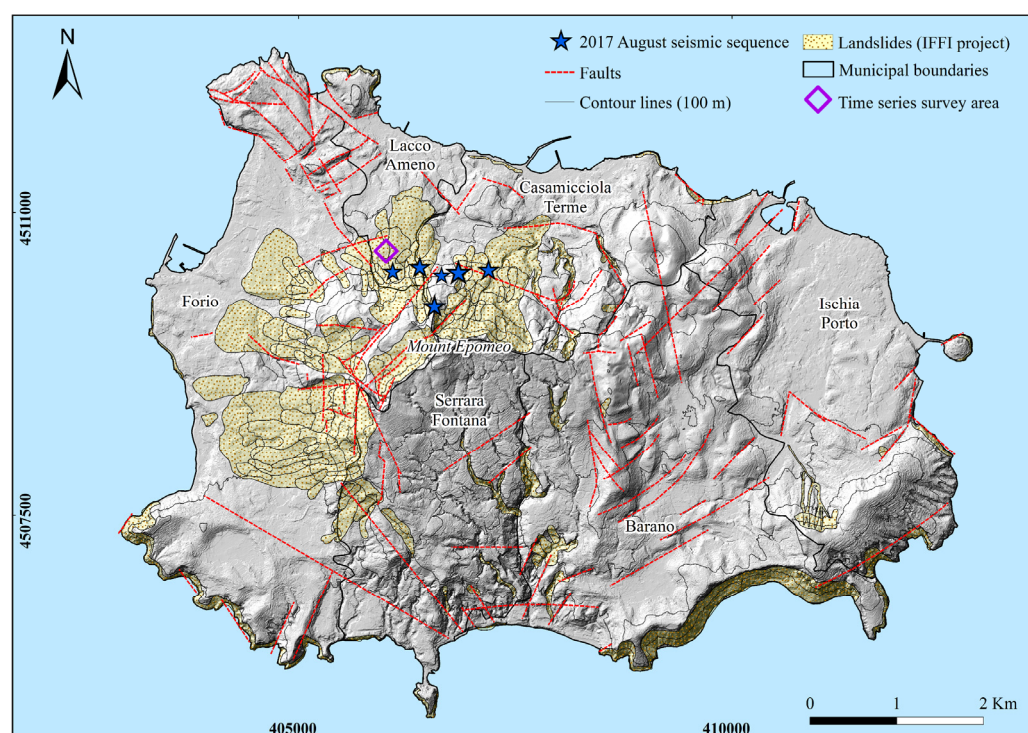 N
2017 August seismic sequence
Faults
Contour lines (100 m)
Landslides (IFFI project)
Municipal boundaries
Time series survey area
Lacco
Ameno
Casamicciola
Terme
4511000
Forio
Ischia
Porto
Mount Epomeo
Serrara
Fontana
4507500
Barano
0 1 2 Km
405000
410000